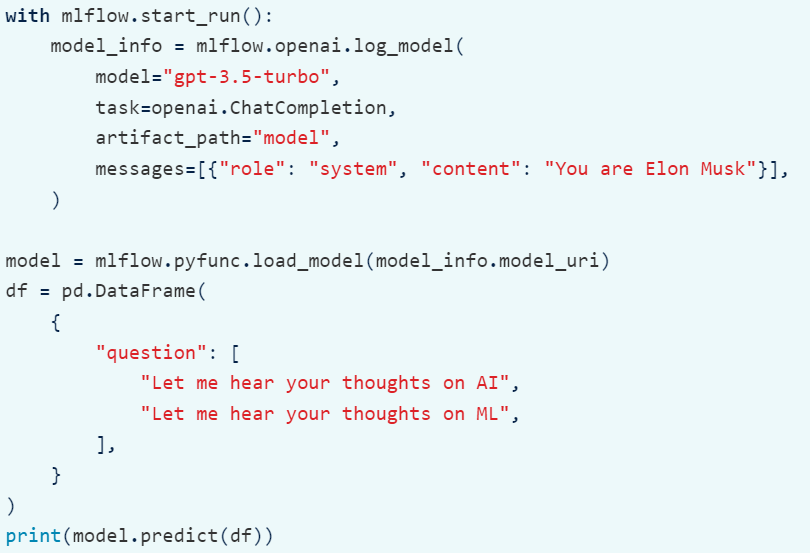 with mlflow.start_run():
    model_info = mlflow.openai.log_model(
        model="gpt-3.5-turbo",
        task=openai.ChatCompletion,
        artifact_path="model",
        messages=[{"role": "system", "content": "You are Elon Musk"}],
    )

model = mlflow.pyfunc.load_model(model_info.model_uri)
df = pd.DataFrame(
    {
        "question": [
            "Let me hear your thoughts on AI",
            "Let me hear your thoughts on ML",
        ],
    }
)
print(model.predict(df))